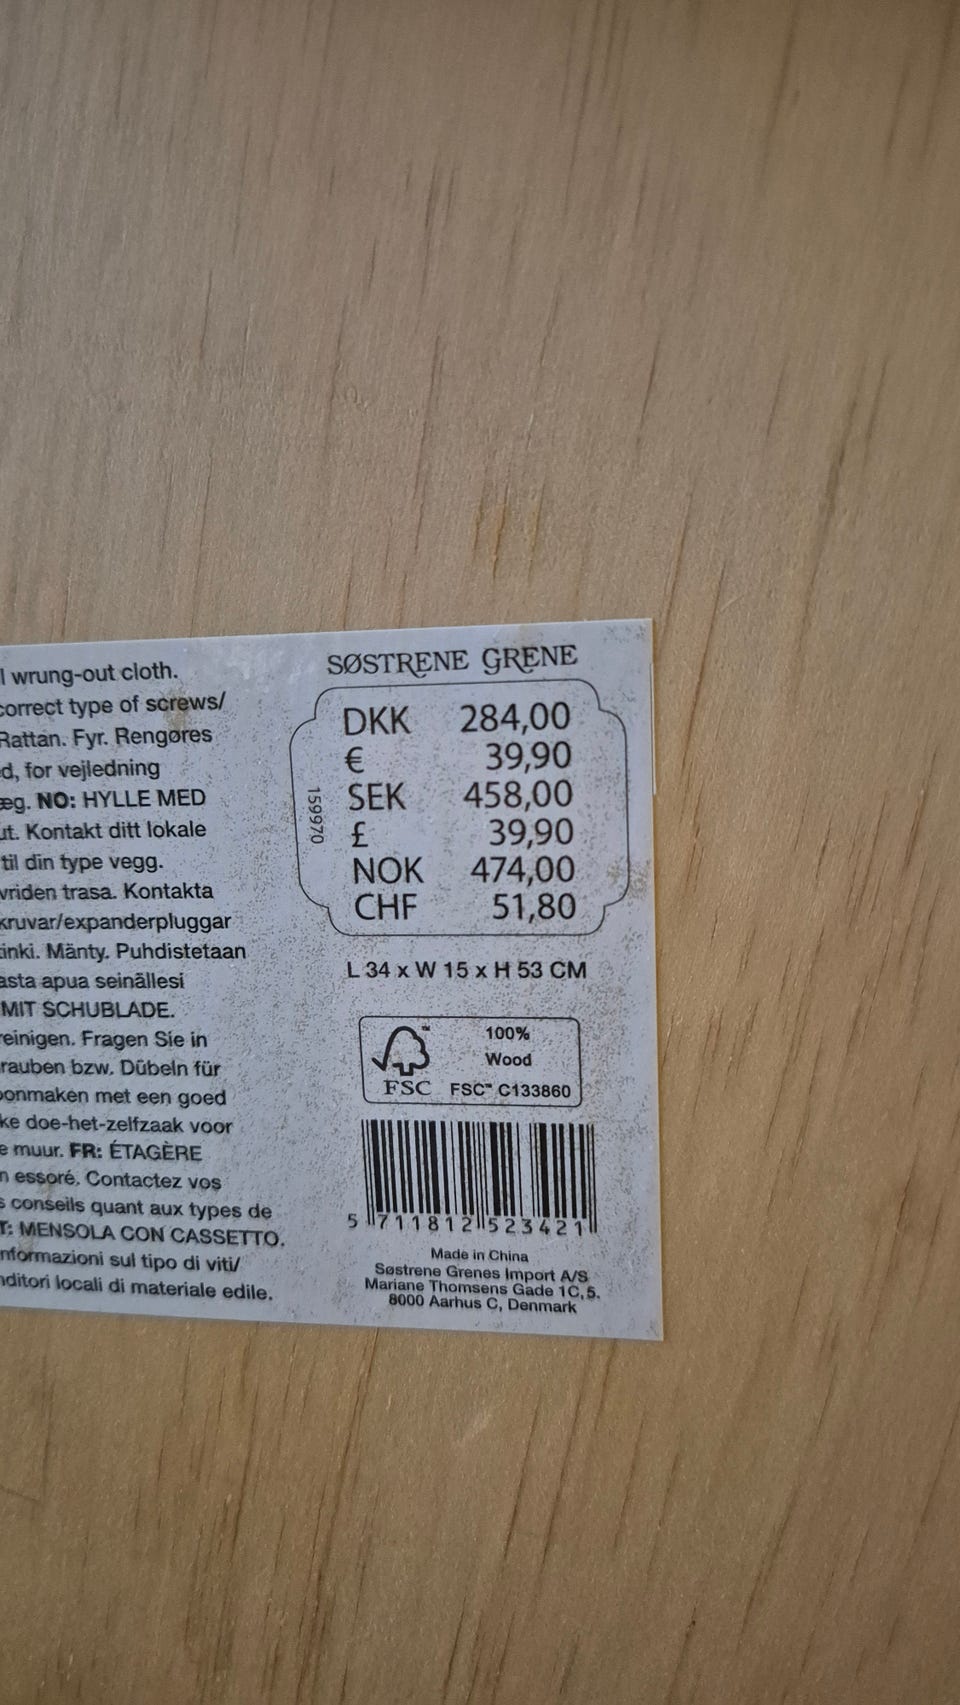 l wrung-out cloth.
correct type of screws/
Rattan. Fyr. Rengøres
d, for vejledning
æg. NO: HYLLE MED
ut. Kontakt ditt lokale
til din type vegg.
vriden trasa. Kontakta
kruvar/expanderpluggar
inki. Mänty. Puhdistetaan
asta apua seinällesi
MIT SCHUBLADE.
reinigen. Fragen Sie in
rauben bzw. Dübeln für
oonmaken met een goed
ke doe-het-zelfzaak voor
e muur. FR: ÉTAGÈRE
n essoré. Contactez vos
s conseils quant aux types de
T: MENSOLA CON CASSETTO.
nformazioni sul tipo di viti/
nditori locali di materiale edile.
SØSTRENE GRENE
159970
DKK 284,00
€ 39,90
SEK 458,00
£ 39,90
NOK 474,00
CHF 51,80
L 34 x W 15 x H 53 CM
100%
Wood
FSC FSC™ C133860
5 711812 523421
Made in China
Søstrene Grenes Import A/S
Mariane Thomsens Gade 1C, 5.
8000 Aarhus C, Denmark